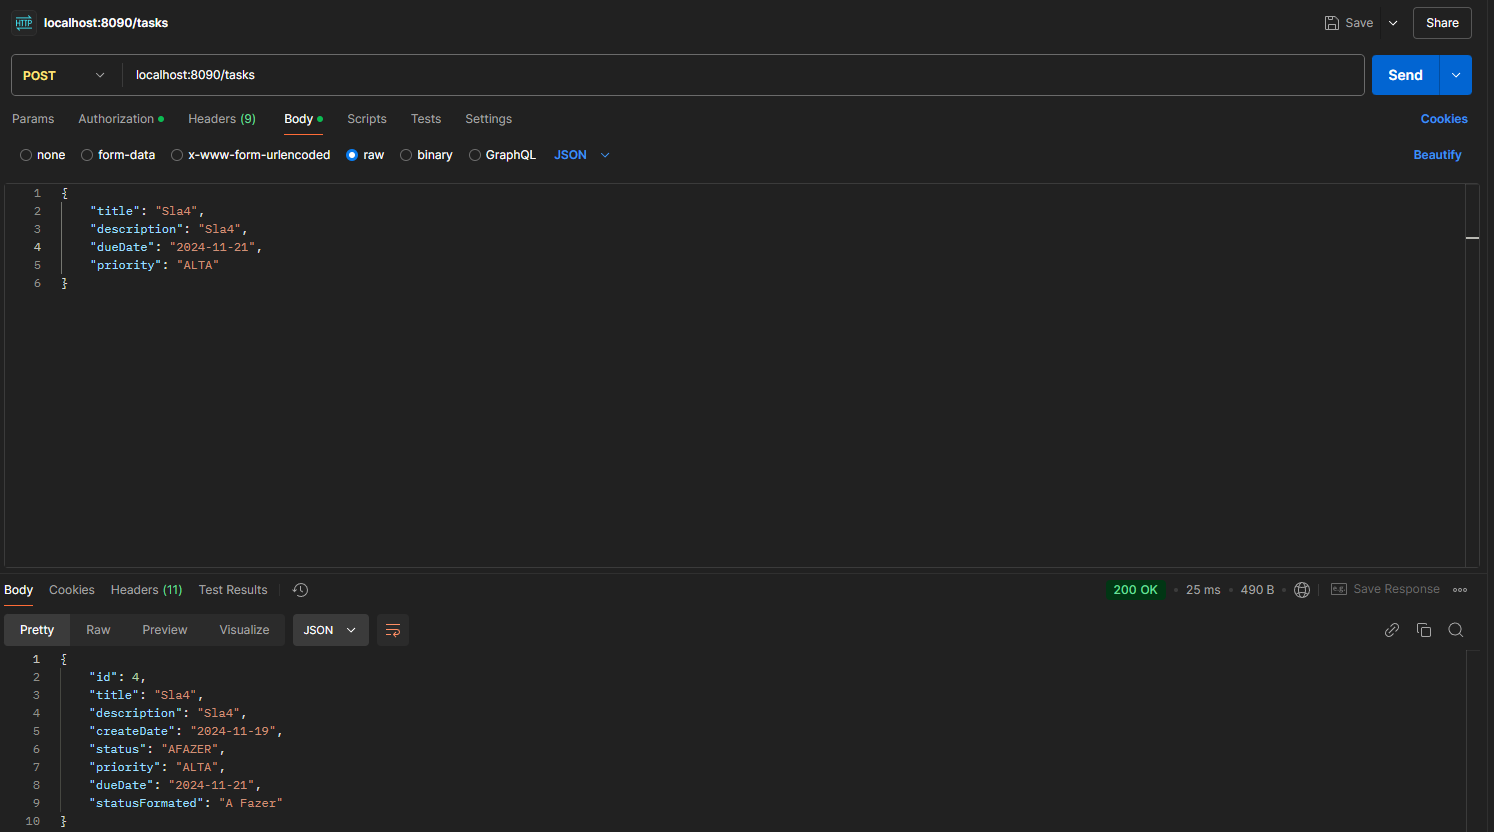 HTTP localhost:8090/tasks Save Share
POST localhost:8090/tasks Send
Params Authorization Headers (9) Body Scripts Tests Settings Cookies
none form-data x-www-form-urlencoded raw binary GraphQL JSON Beautify
1 {
2 "title": "Sla4",
3 "description": "Sla4",
4 "dueDate": "2024-11-21",
5 "priority": "ALTA"
6 }
Body Cookies Headers (11) Test Results 200 OK 25 ms 490 B e.g. Save Response
Pretty Raw Preview Visualize JSON
1 {
2 "id": 4,
3 "title": "Sla4",
4 "description": "Sla4",
5 "createDate": "2024-11-19",
6 "status": "AFAZER",
7 "priority": "ALTA",
8 "dueDate": "2024-11-21",
9 "statusFormated": "A Fazer"
10 }